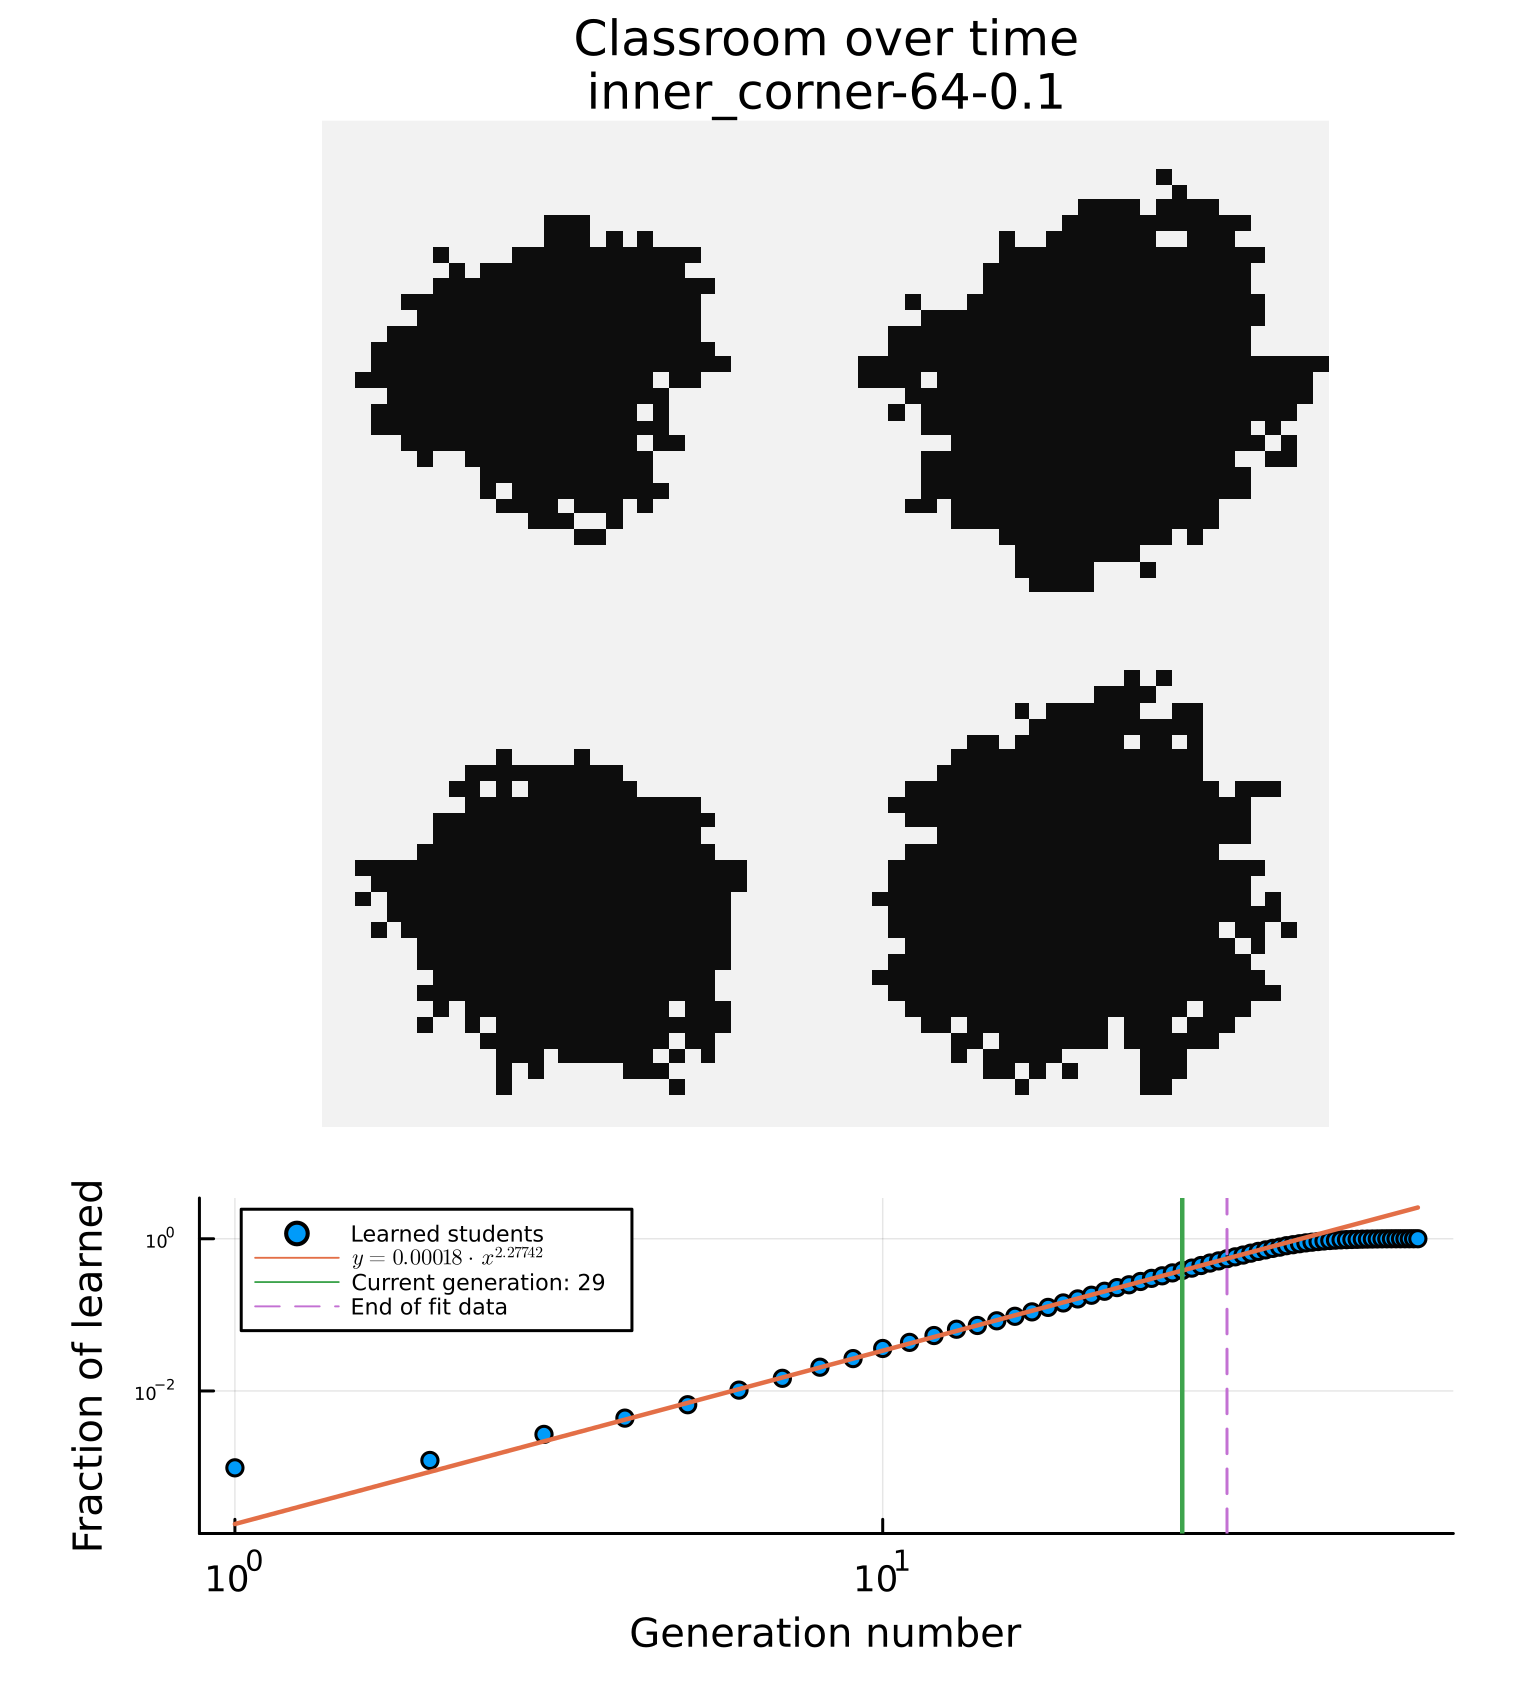 Classroom over time
inner_corner-64-0.1
Fraction of learned
10^0
10^-2
Learned students
y = 0.00018 · x^2.27742
Current generation: 29
End of fit data
10^0
10^1
Generation number